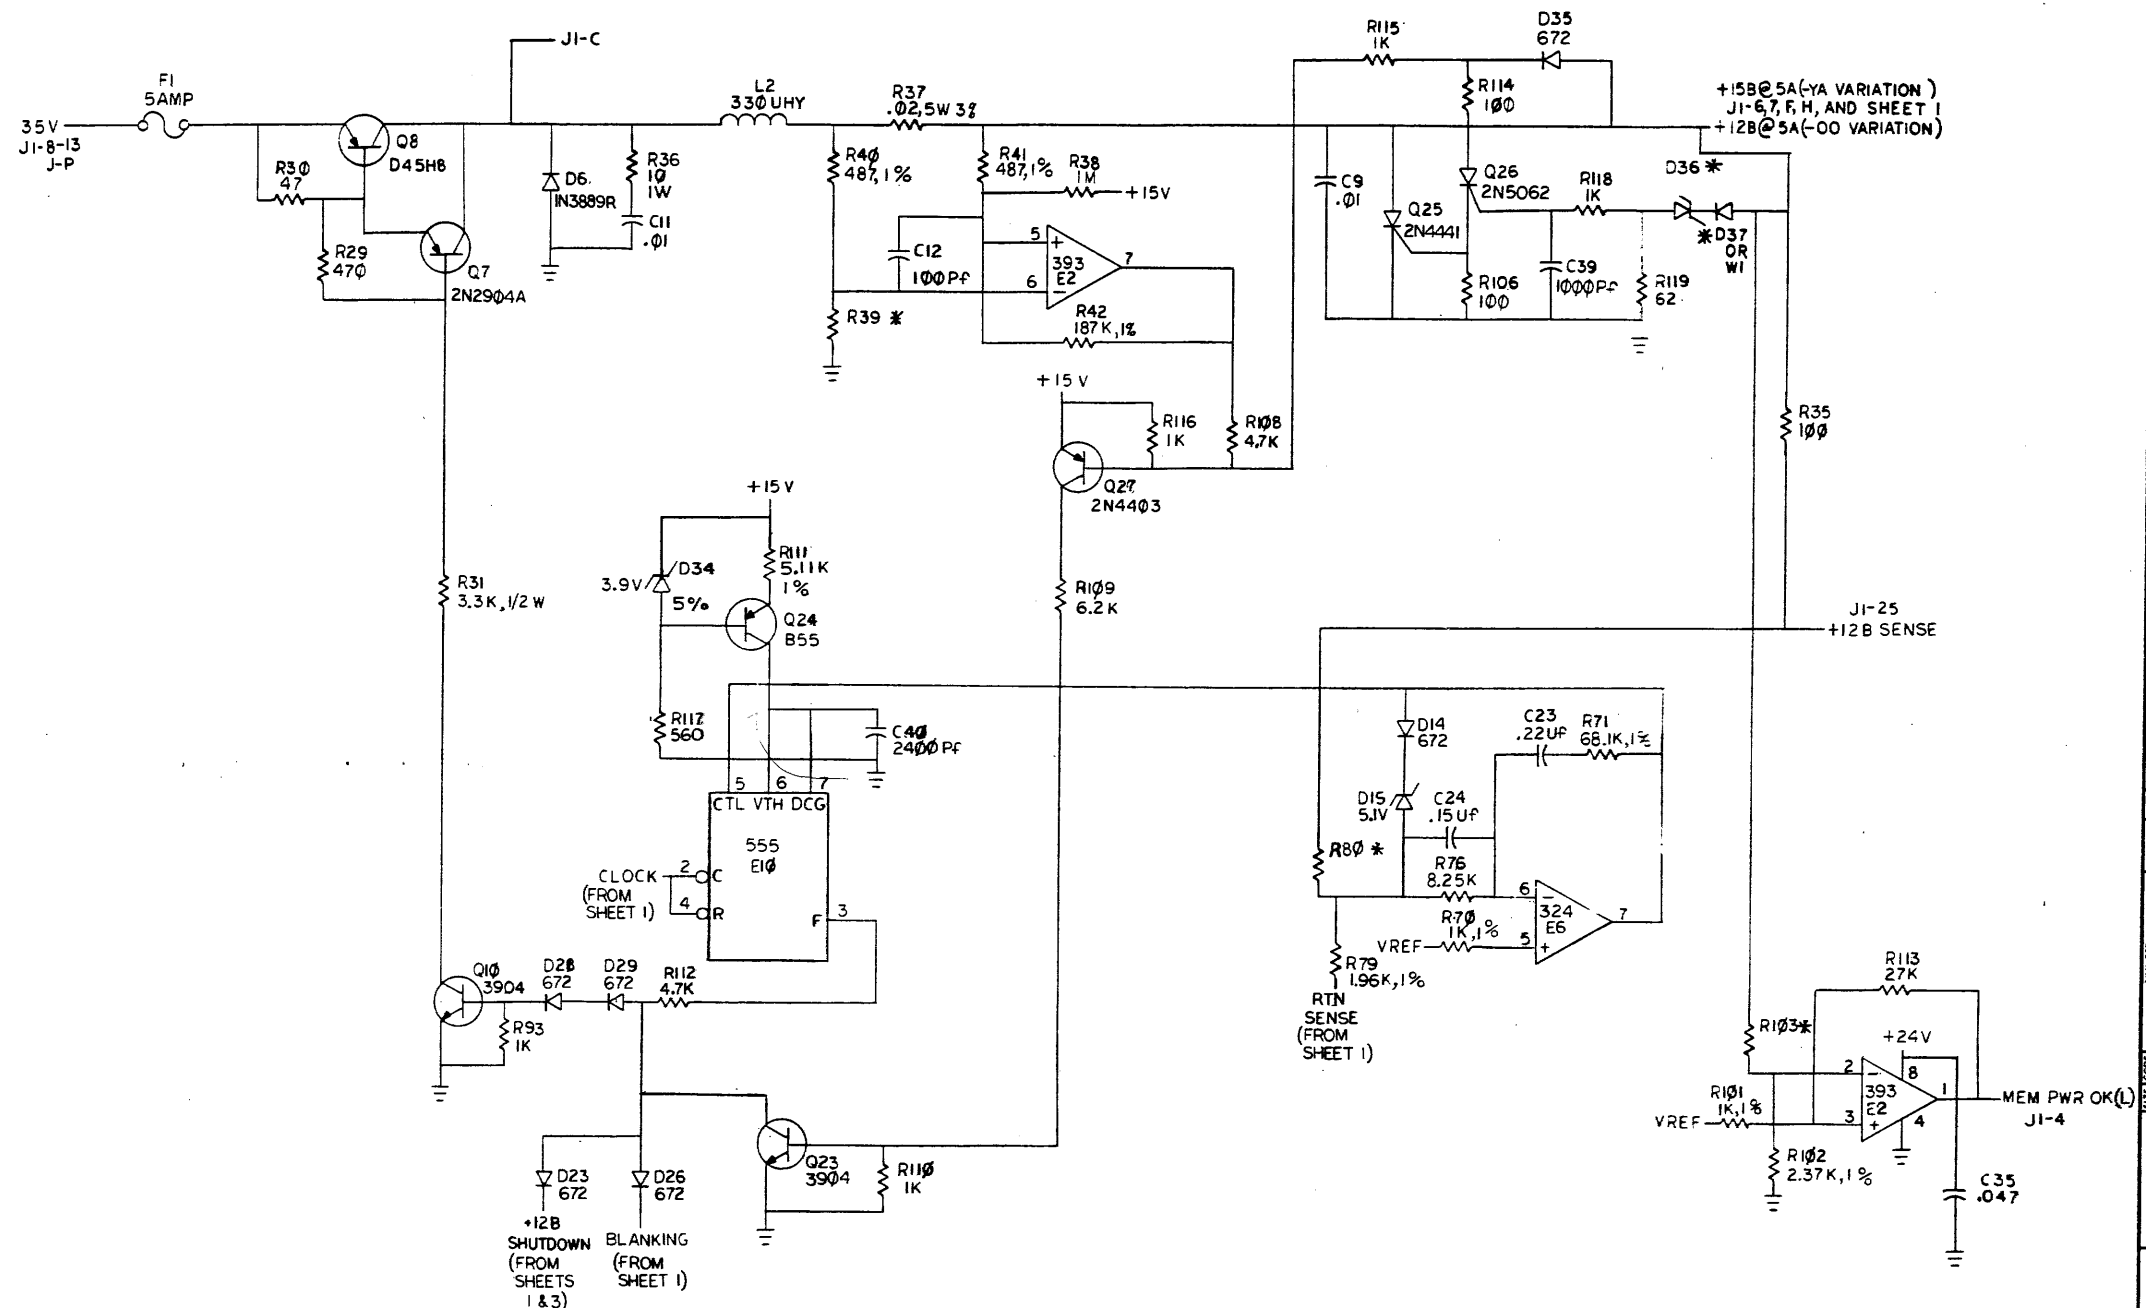 J1-C
F1
5AMP
35V
J1-8-13
J-P
Q8
D45H8
R30
47
R29
470
Q7
2N2904A
D6
1N3889R
R36
10
1W
C11
.01
L2
330UHY
R37
.02,5W 3%
R40
487,1%
R41
487,1%
R38
1M
+15V
C12
100Pf
5
+
6
-
393
E2
7
R39 *
R42
187K,1%
R115
1K
D35
672
R114
100
+15B@5A(-YA VARIATION)
J1-6,7,F,H, AND SHEET 1
+12B@5A(-00 VARIATION)
C9
.01
Q25
2N4441
Q26
2N5062
R118
1K
D36 *
*D37
OR
W1
R106
100
C39
1000Pf
R119
62
+15V
R116
1K
R108
4.7K
Q27
2N4403
R35
100
+15V
3.9V
D34
5%
R111
5.11K
1%
Q24
B55
R31
3.3K,1/2W
R109
6.2K
J1-25
+12B SENSE
R117
560
C40
2400Pf
5 6 7
CTL VTH DCG
555
E10
CLOCK
(FROM
SHEET 1)
2
C
4
R
F
3
D14
672
D15
5.1V
C23
.22Uf
R71
68.1K,1%
C24
.15Uf
R80 *
R76
8.25K
6
-
324
E6
7
5
+
R70
1K,1%
VREF
R79
1.96K,1%
RTN
SENSE
(FROM
SHEET 1)
Q10
3904
D28
672
D29
672
R112
4.7K
R93
1K
Q23
3904
R110
1K
D23
672
D26
672
+12B
SHUTDOWN
(FROM
SHEETS
1 & 3)
BLANKING
(FROM
SHEET 1)
R113
27K
R103*
+24V
2
-
8
393
E2
1
3
+
4
MEM PWR OK(L)
J1-4
R101
1K,1%
VREF
R102
2.37K,1%
C35
.047